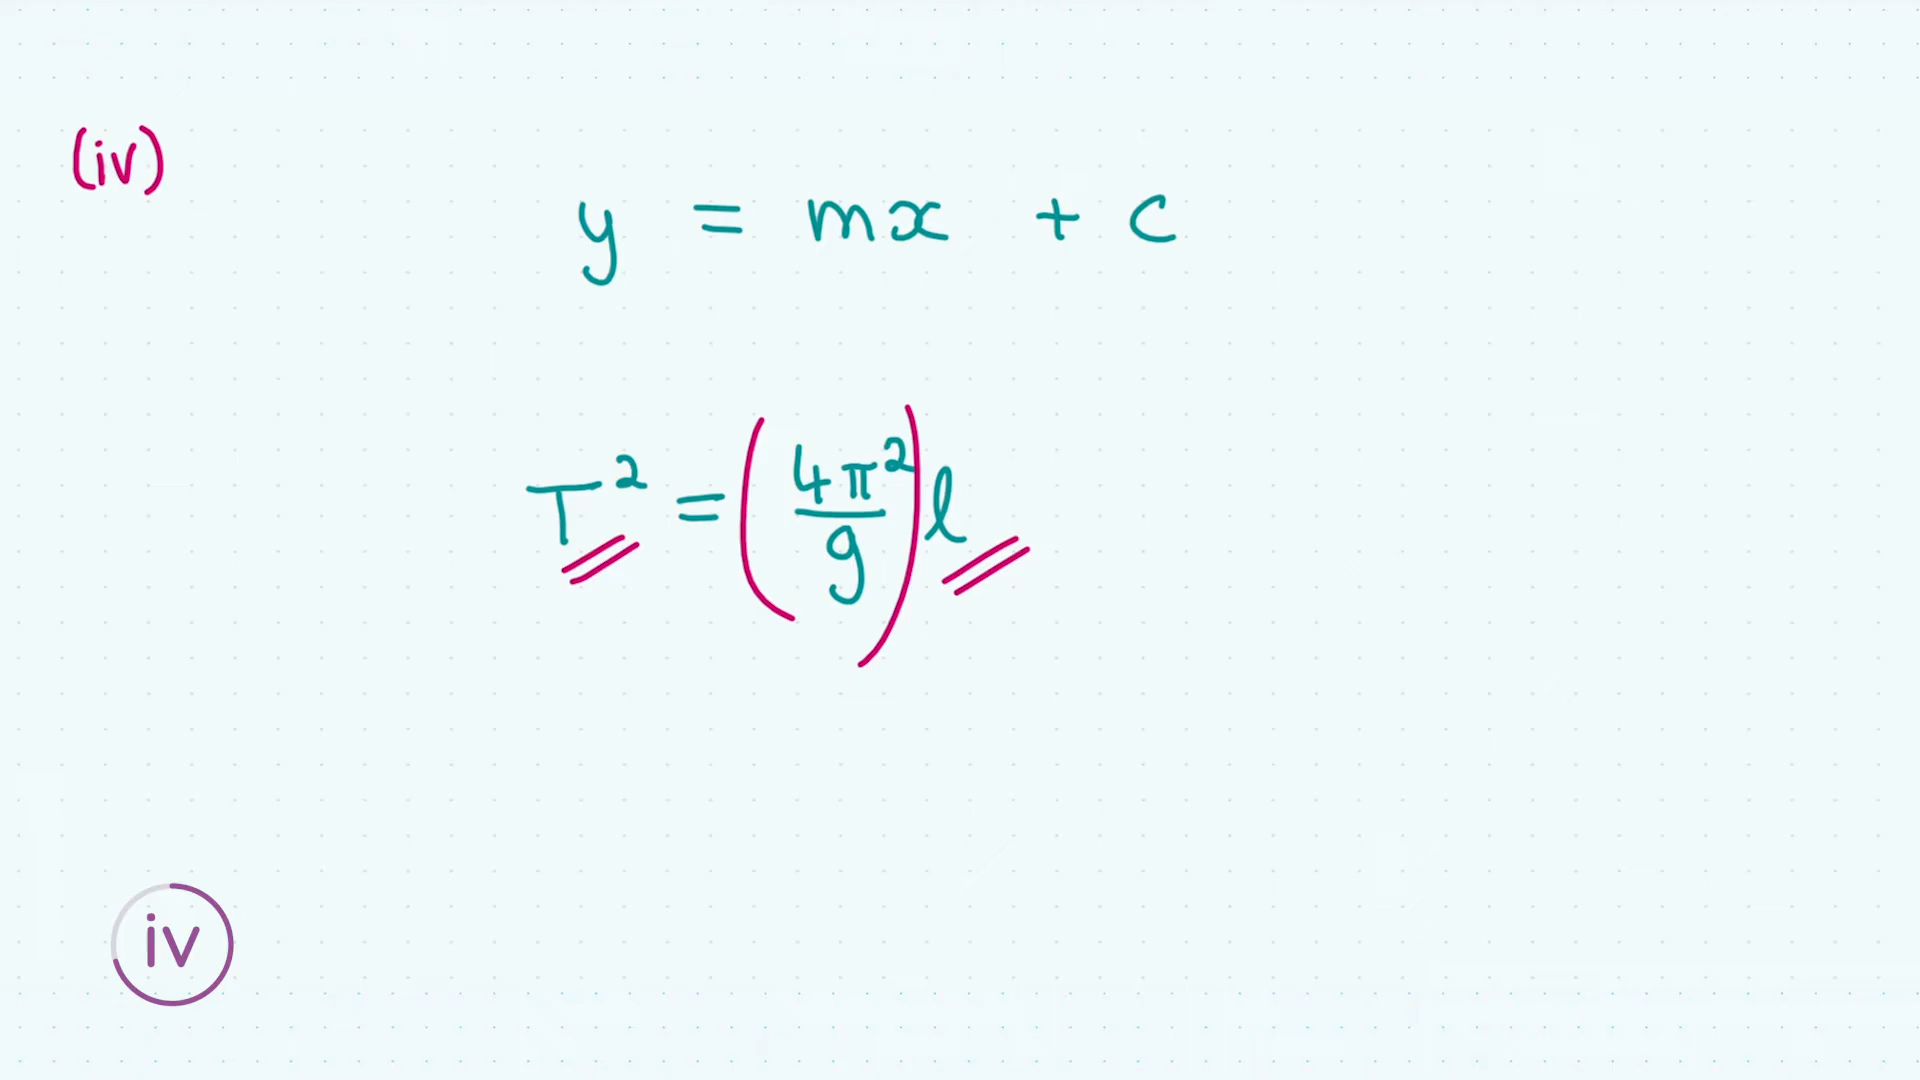 (iv)
y = mx + c
T² = (4π²/g)l
iv